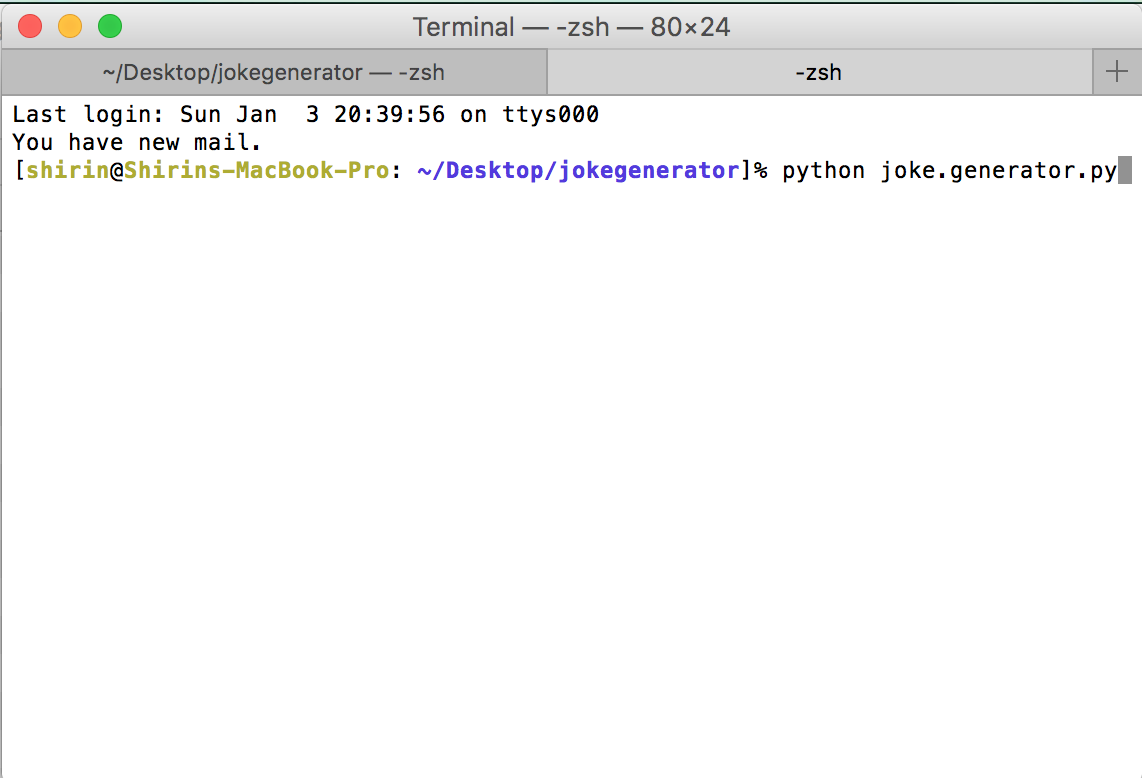 Terminal — -zsh — 80×24
~/Desktop/jokegenerator — -zsh
-zsh
Last login: Sun Jan  3 20:39:56 on ttys000
You have new mail.
[shirin@Shirins-MacBook-Pro: ~/Desktop/jokegenerator]% python joke.generator.py